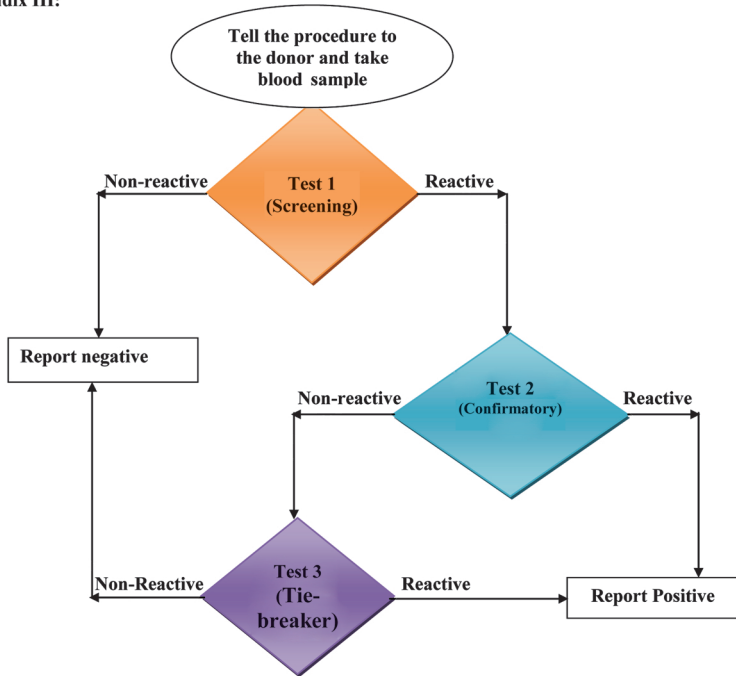 III:
Tell the procedure to
the donor and take
blood sample
Non-reactive
Test 1
(Screening)
Reactive
Report negative
Non-reactive
Test 2
(Confirmatory)
Reactive
Non-Reactive
Test 3
(Tie-
breaker)
Reactive
Report Positive